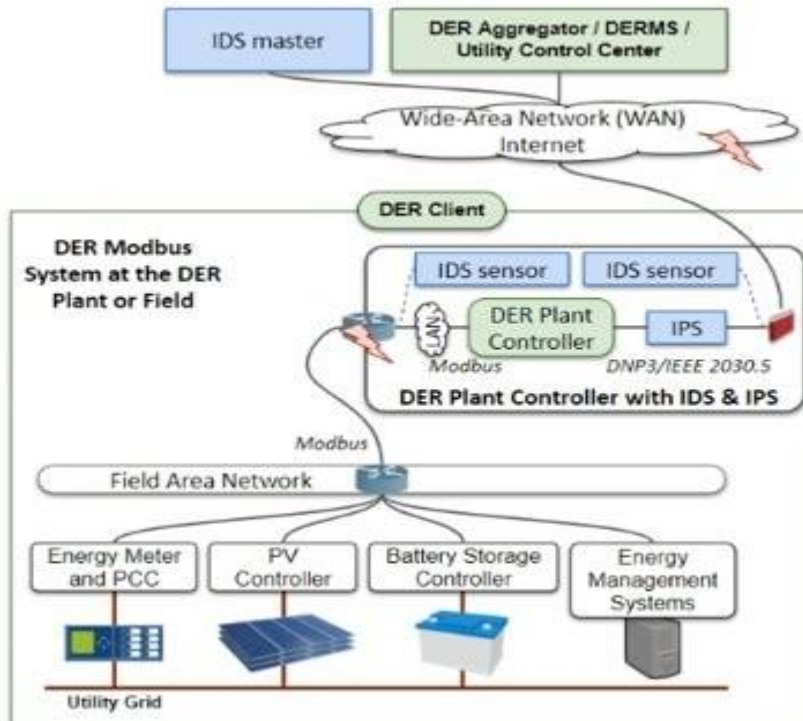 IDS master
DER Aggregator / DERMS /
Utility Control Center
Wide-Area Network (WAN)
Internet
DER Client
DER Modbus
System at the DER
Plant or Field
IDS sensor
IDS sensor
LAN
DER Plant
Controller
IPS
Modbus
DNP3/IEEE 2030.5
DER Plant Controller with IDS & IPS
Modbus
Field Area Network
Energy Meter
and PCC
PV
Controller
Battery Storage
Controller
Energy
Management
Systems
Utility Grid